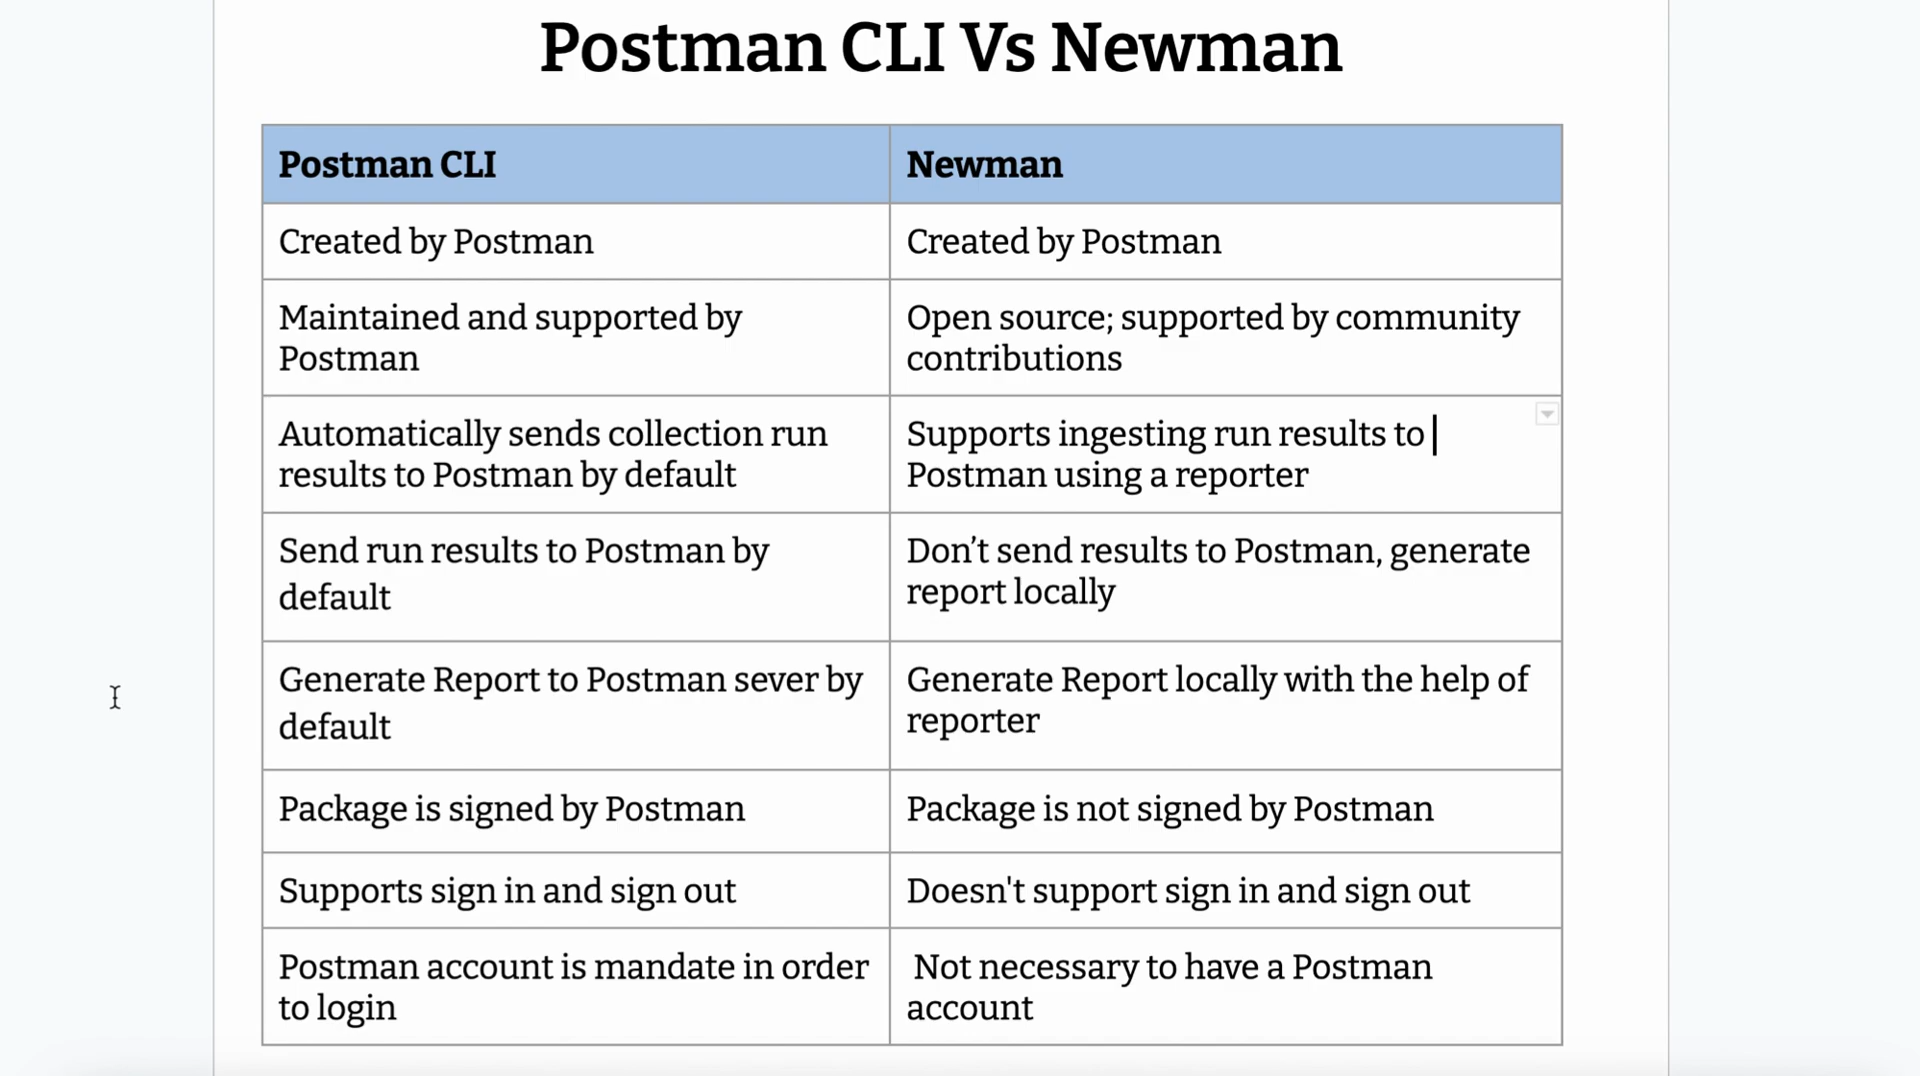 Postman CLI Vs Newman
Postman CLI
Newman
Created by Postman
Created by Postman
Maintained and supported by
Postman
Open source; supported by community
contributions
Automatically sends collection run
results to Postman by default
Supports ingesting run results to
Postman using a reporter
Send run results to Postman by
default
Don’t send results to Postman, generate
report locally
Generate Report to Postman sever by
default
Generate Report locally with the help of
reporter
Package is signed by Postman
Package is not signed by Postman
Supports sign in and sign out
Doesn't support sign in and sign out
Postman account is mandate in order
to login
Not necessary to have a Postman
account